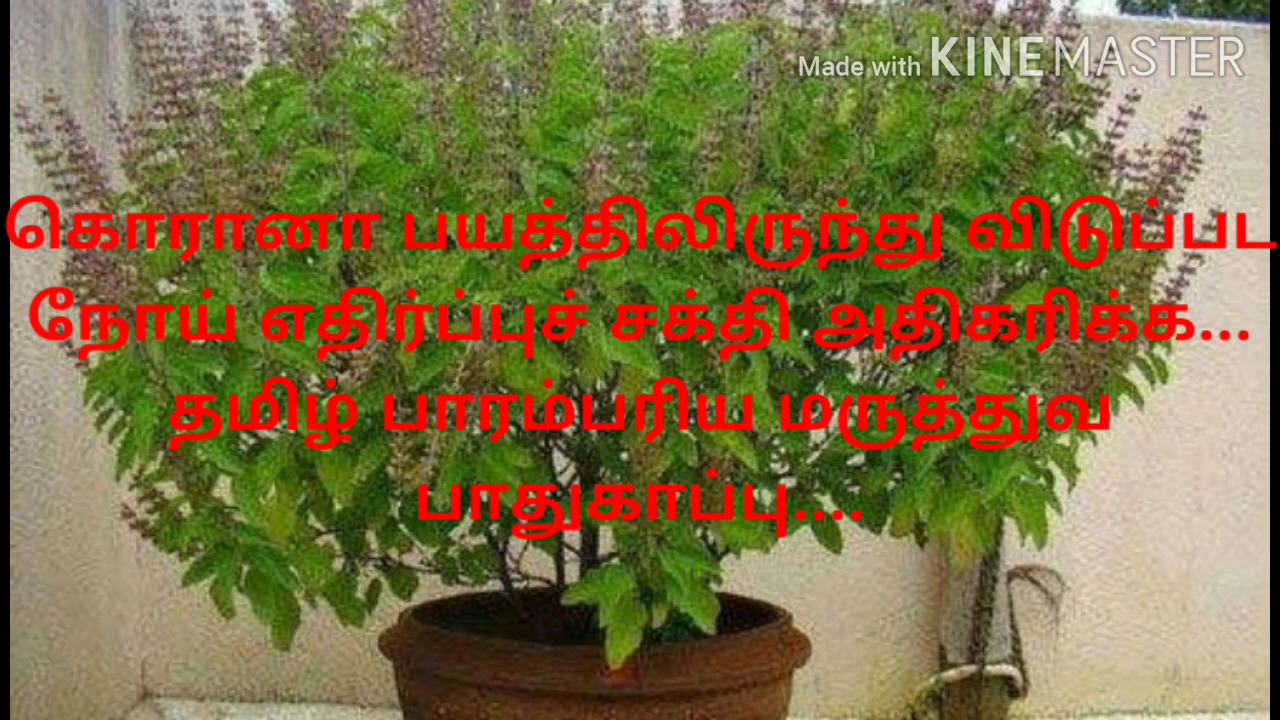 Made with KINEMASTER
கொரானா பயத்திலிருந்து விடுப்பட
நோய் எதிர்ப்புச் சக்தி அதிகரிக்க...
தமிழ் பாரம்பரிய மருத்துவ
பாதுகாப்பு....